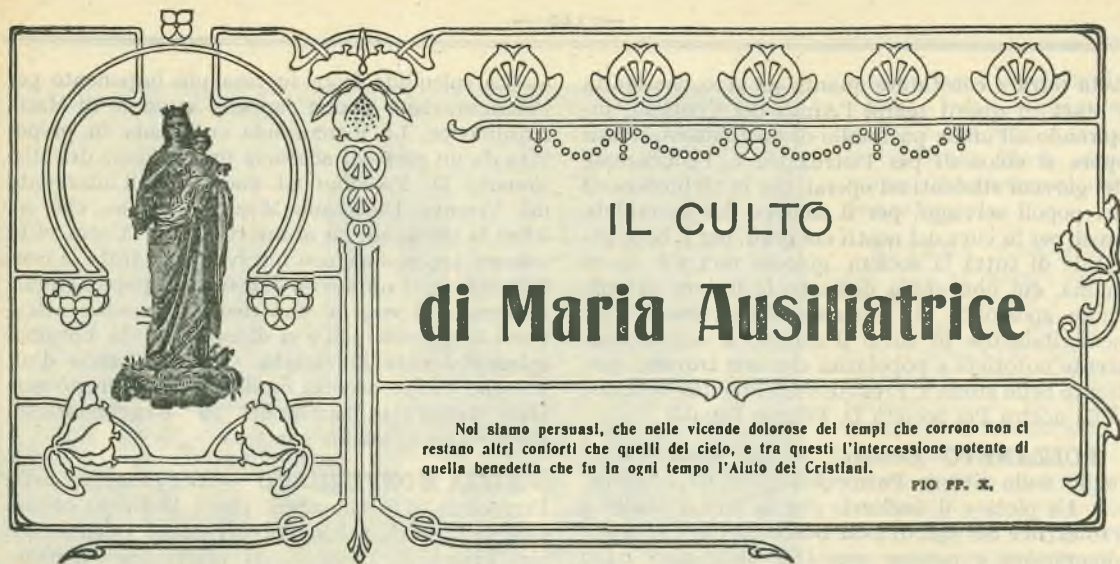 IL CULTO
di Maria Ausiliatrice
Noi siamo persuasi, che nelle vicende dolorose dei tempi che corrono non ci
restano altri conforti che quelli del cielo, e tra questi l'intercessione potente di
quella benedetta che fu in ogni tempo l'Aiuto dei Cristiani.
PIO PP. X.